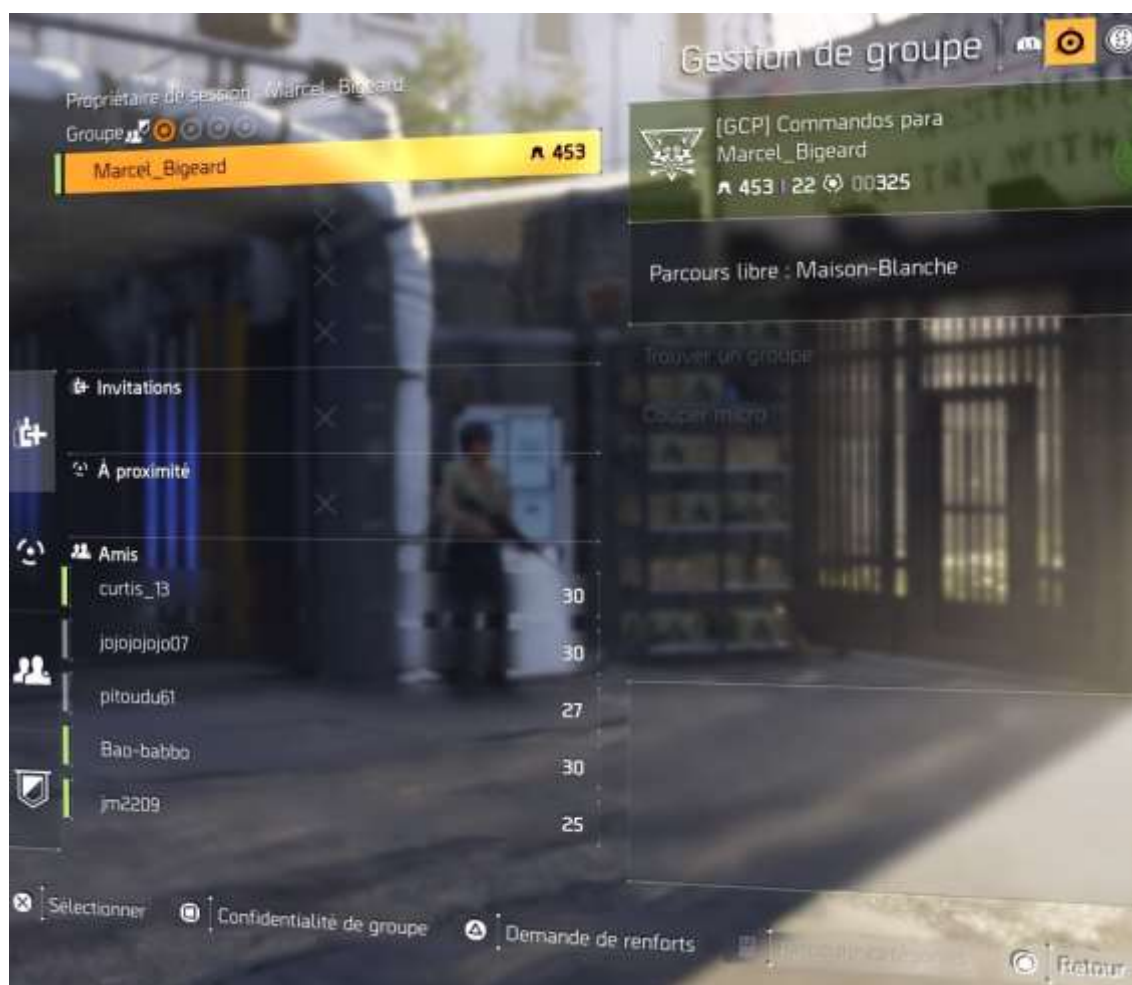 Gestion de groupe
Propriétaire de session : Marcel_Bigeard
Groupe
Marcel_Bigeard 453
[GCP] Commandos para
Marcel_Bigeard
453 | 22 00325
Parcours libre : Maison-Blanche
Trouver un groupe
Couper micro
Invitations
À proximité
Amis
curtis_13 30
jojojojojo07 30
pitoudu61 27
Bao-babbo 30
jm2209 25
Sélectionner
Confidentialité de groupe
Demande de renforts
Retour